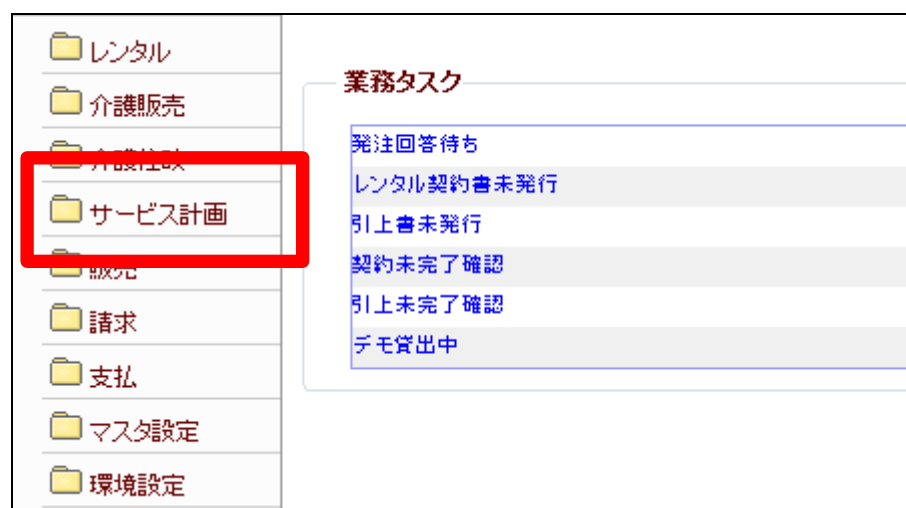 レンタル
介護販売
サービス計画
販売
請求
支払
マスタ設定
環境設定
業務タスク
発注回答待ち
レンタル契約書未発行
引上書未発行
契約未完了確認
引上未完了確認
デモ貸出中